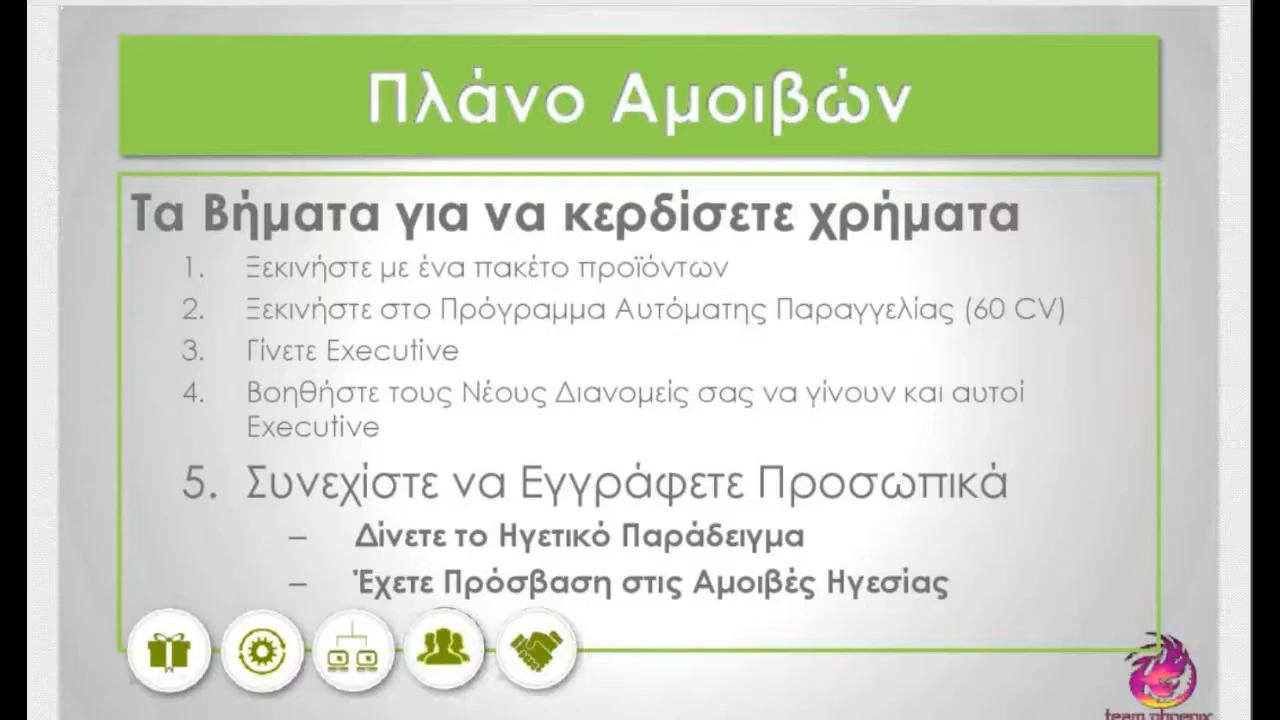 Πλάνο Αμοιβών
Τα Βήματα για να κερδίσετε χρήματα
1. Ξεκινήστε με ένα πακέτο προϊόντων
2. Ξεκινήστε στο Πρόγραμμα Αυτόματης Παραγγελίας (60 CV)
3. Γίνετε Executive
4. Βοηθήστε τους Νέους Διανομείς σας να γίνουν και αυτοί
Executive
5. Συνεχίστε να Εγγράφετε Προσωπικά
– Δίνετε το Ηγετικό Παράδειγμα
– Έχετε Πρόσβαση στις Αμοιβές Ηγεσίας
team phoenix